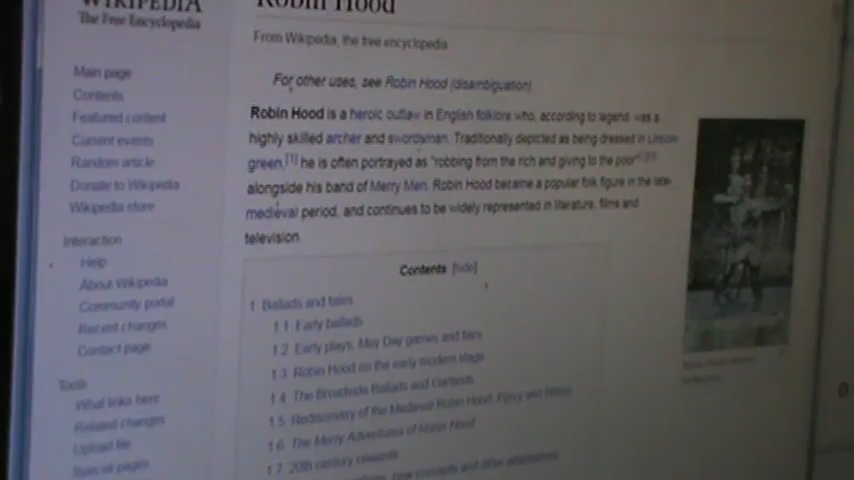 WIKIPEDIA
The Free Encyclopedia
Main page
Contents
Featured content
Current events
Random article
Donate to Wikipedia
Wikipedia store
Interaction
Help
About Wikipedia
Community portal
Recent changes
Contact page
Tools
What links here
Related changes
Upload file
Special pages
Robin Hood
From Wikipedia, the free encyclopedia
For other uses, see Robin Hood (disambiguation).
Robin Hood is a heroic outlaw in English folklore who, according to legend, was a
highly skilled archer and swordsman. Traditionally depicted as being dressed in Lincoln
green,[1] he is often portrayed as "robbing from the rich and giving to the poor"
alongside his band of Merry Men. Robin Hood became a popular folk figure in the late-
medieval period, and continues to be widely represented in literature, films and
television.
Contents [hide]
1 Ballads and tales
1.1 Early ballads
1.2 Early plays, May Day games and fairs
1.3 Robin Hood on the early modern stage
1.4 The Broadside Ballads and Garlands
1.5 Rediscovery of the Medieval Robin Hood: Percy and Ritson
1.6 The Merry Adventures of Robin Hood
1.7 20th century onwards
new concepts and other adaptations